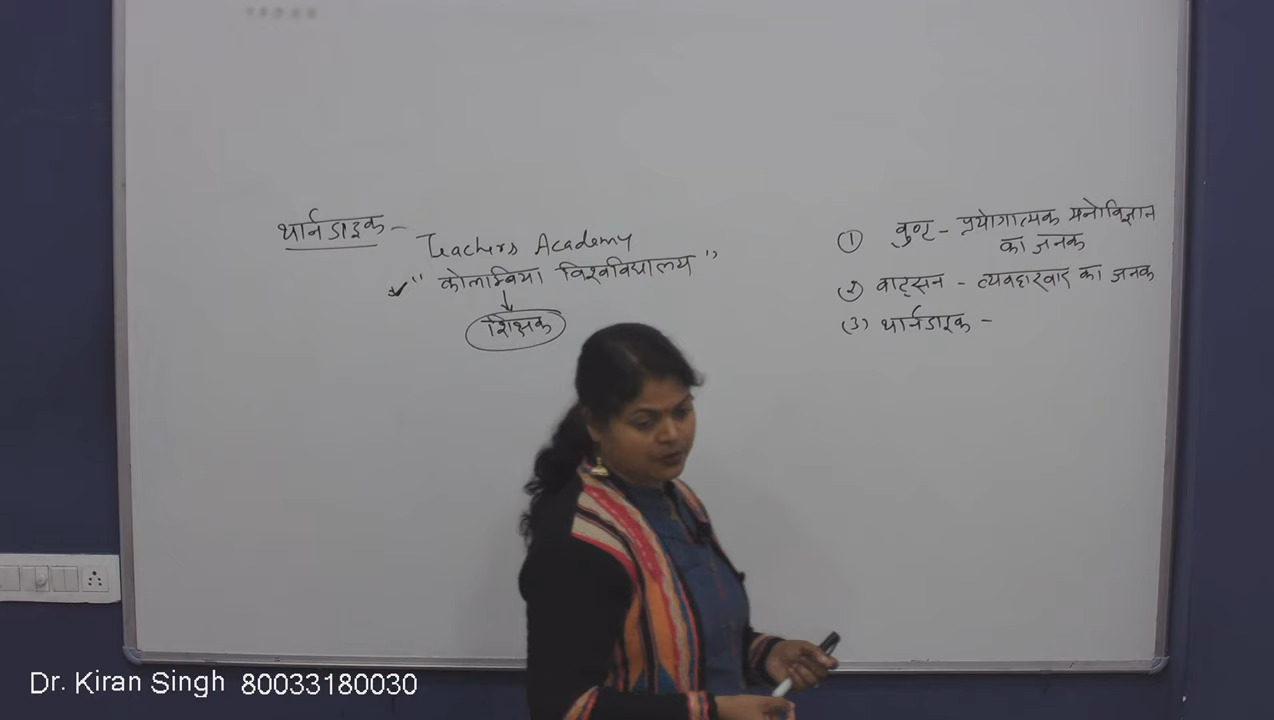 थार्नडाइक -
Teachers Academy
" कोलाम्बिया विश्वविद्यालय "
शिक्षक
① वुण्ट - प्रयोगात्मक मनोविज्ञान
का जनक
(2) वाट्सन - व्यवहारवाद का जनक
(3) थार्नडाइक -
Dr. Kiran Singh 80033180030